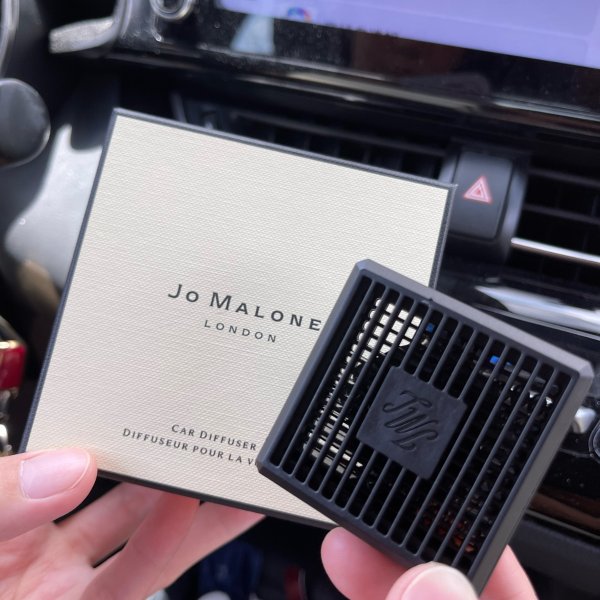 Jo Malone
LONDON
CAR DIFFUSER
DIFFUSEUR POUR LA